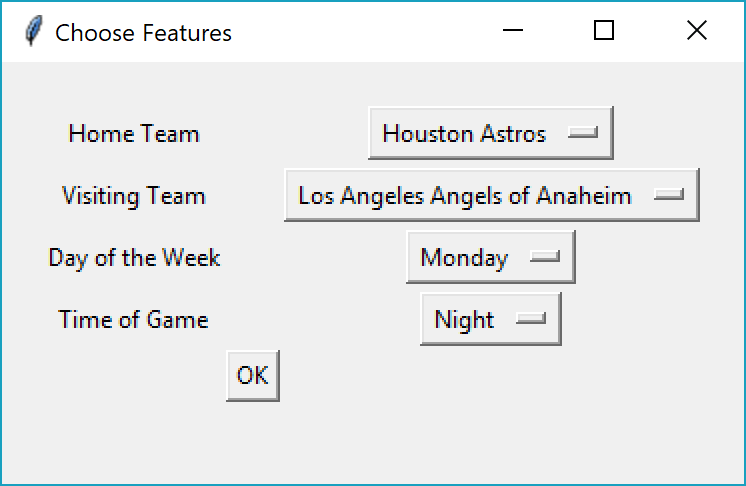 Choose Features
Home Team Houston Astros
Visiting Team Los Angeles Angels of Anaheim
Day of the Week Monday
Time of Game Night
OK